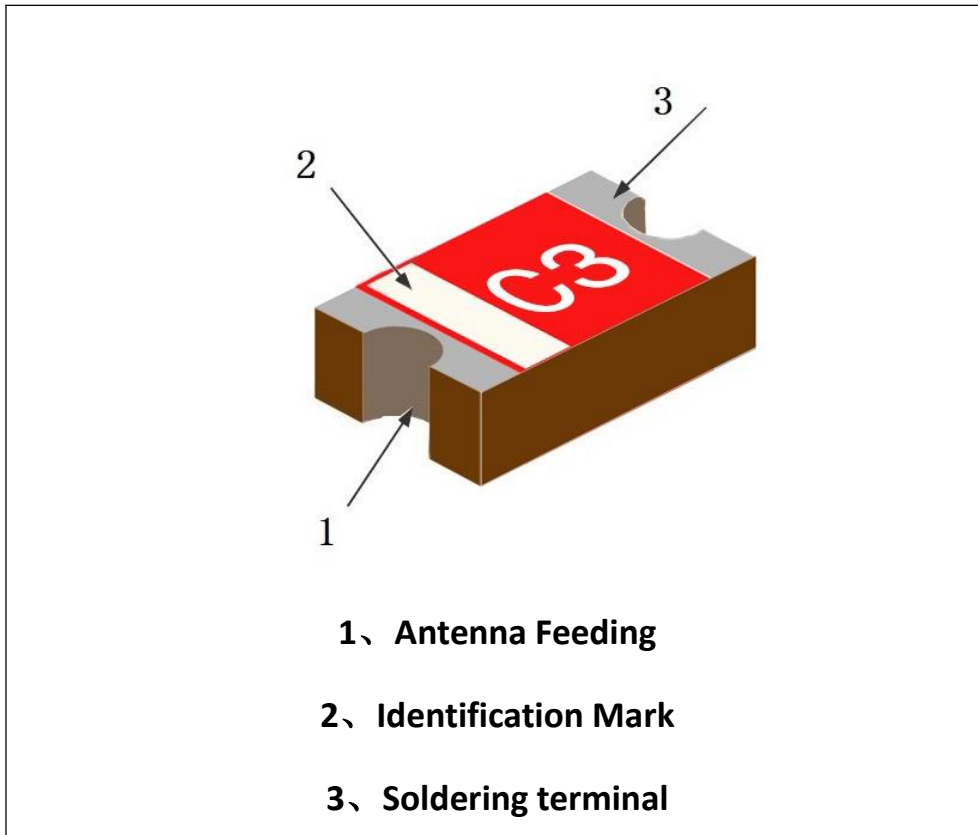 3
2
C3
1
1、Antenna Feeding
2、Identification Mark
3、Soldering terminal